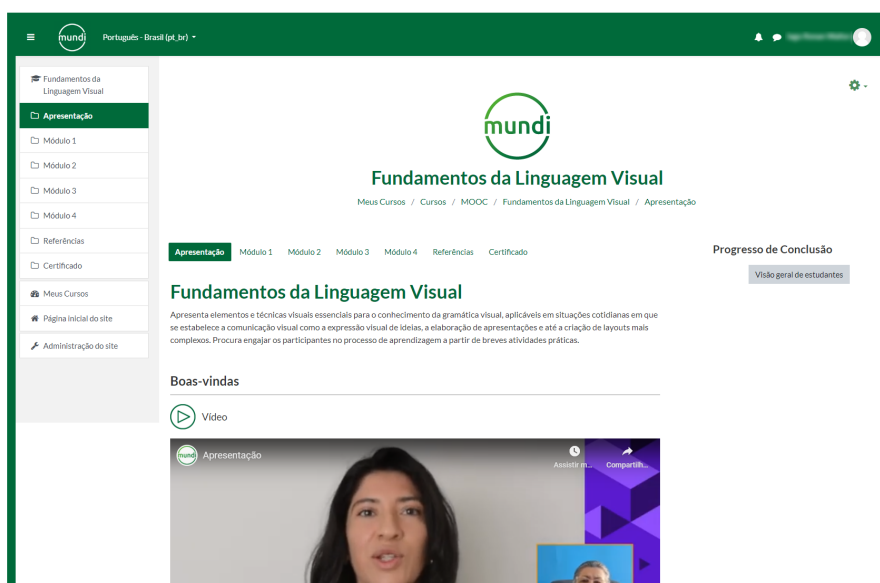 mundi
Português - Brasil (pt_br)
Fundamentos da
Linguagem Visual
Apresentação
Módulo 1
Módulo 2
Módulo 3
Módulo 4
Referências
Certificado
Meus Cursos
Página inicial do site
Administração do site
mundi
Fundamentos da Linguagem Visual
Meus Cursos / Cursos / MOOC / Fundamentos da Linguagem Visual / Apresentação
Apresentação Módulo 1 Módulo 2 Módulo 3 Módulo 4 Referências Certificado
Fundamentos da Linguagem Visual
Apresenta elementos e técnicas visuais essenciais para o conhecimento da gramática visual, aplicáveis em situações cotidianas em que
se estabelece a comunicação visual como a expressão visual de ideias, a elaboração de apresentações e até a criação de layouts mais
complexos. Procura engajar os participantes no processo de aprendizagem a partir de breves atividades práticas.
Boas-vindas
Vídeo
mundi Apresentação
Assistir m... Compartilh...
Progresso de Conclusão
Visão geral de estudantes